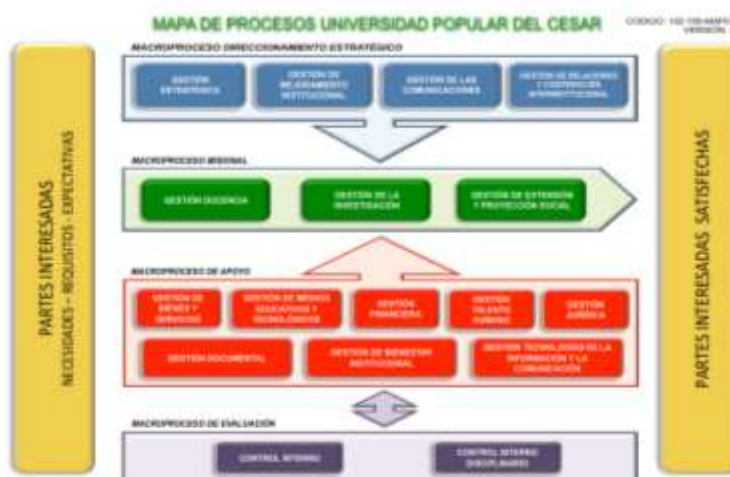 MAPA DE PROCESOS UNIVERSIDAD POPULAR DEL CESAR
MACROPROCESO DIRECCIONAMIENTO ESTRATÉGICO
GESTIÓN
ESTRATÉGICA
GESTIÓN DE
MEJORAMIENTO
INSTITUCIONAL
GESTIÓN DE LAS
COMUNICACIONES
GESTIÓN DE RELACIONES
Y COOPERACIÓN
INTERINSTITUCIONAL
MACROPROCESO MISIONAL
GESTIÓN DOCENCIA
GESTIÓN DE LA
INVESTIGACIÓN
GESTIÓN DE EXTENSIÓN
Y PROYECCIÓN SOCIAL
MACROPROCESO DE APOYO
GESTIÓN DE
BIENES Y
SERVICIOS
GESTIÓN DE MEDIOS
EDUCATIVOS Y
TECNOLÓGICOS
GESTIÓN
FINANCIERA
GESTIÓN
TALENTO
HUMANO
GESTIÓN
JURÍDICA
GESTIÓN DOCUMENTAL
GESTIÓN DE BIENESTAR
INSTITUCIONAL
GESTIÓN TECNOLOGÍAS DE LA
INFORMACIÓN Y LA
COMUNICACIÓN
MACROPROCESO DE EVALUACIÓN
CONTROL INTERNO
CONTROL INTERNO
DISCIPLINARIO
PARTES INTERESADAS
NECESIDADES – REQUISITOS - EXPECTATIVAS
PARTES INTERESADAS SATISFECHAS